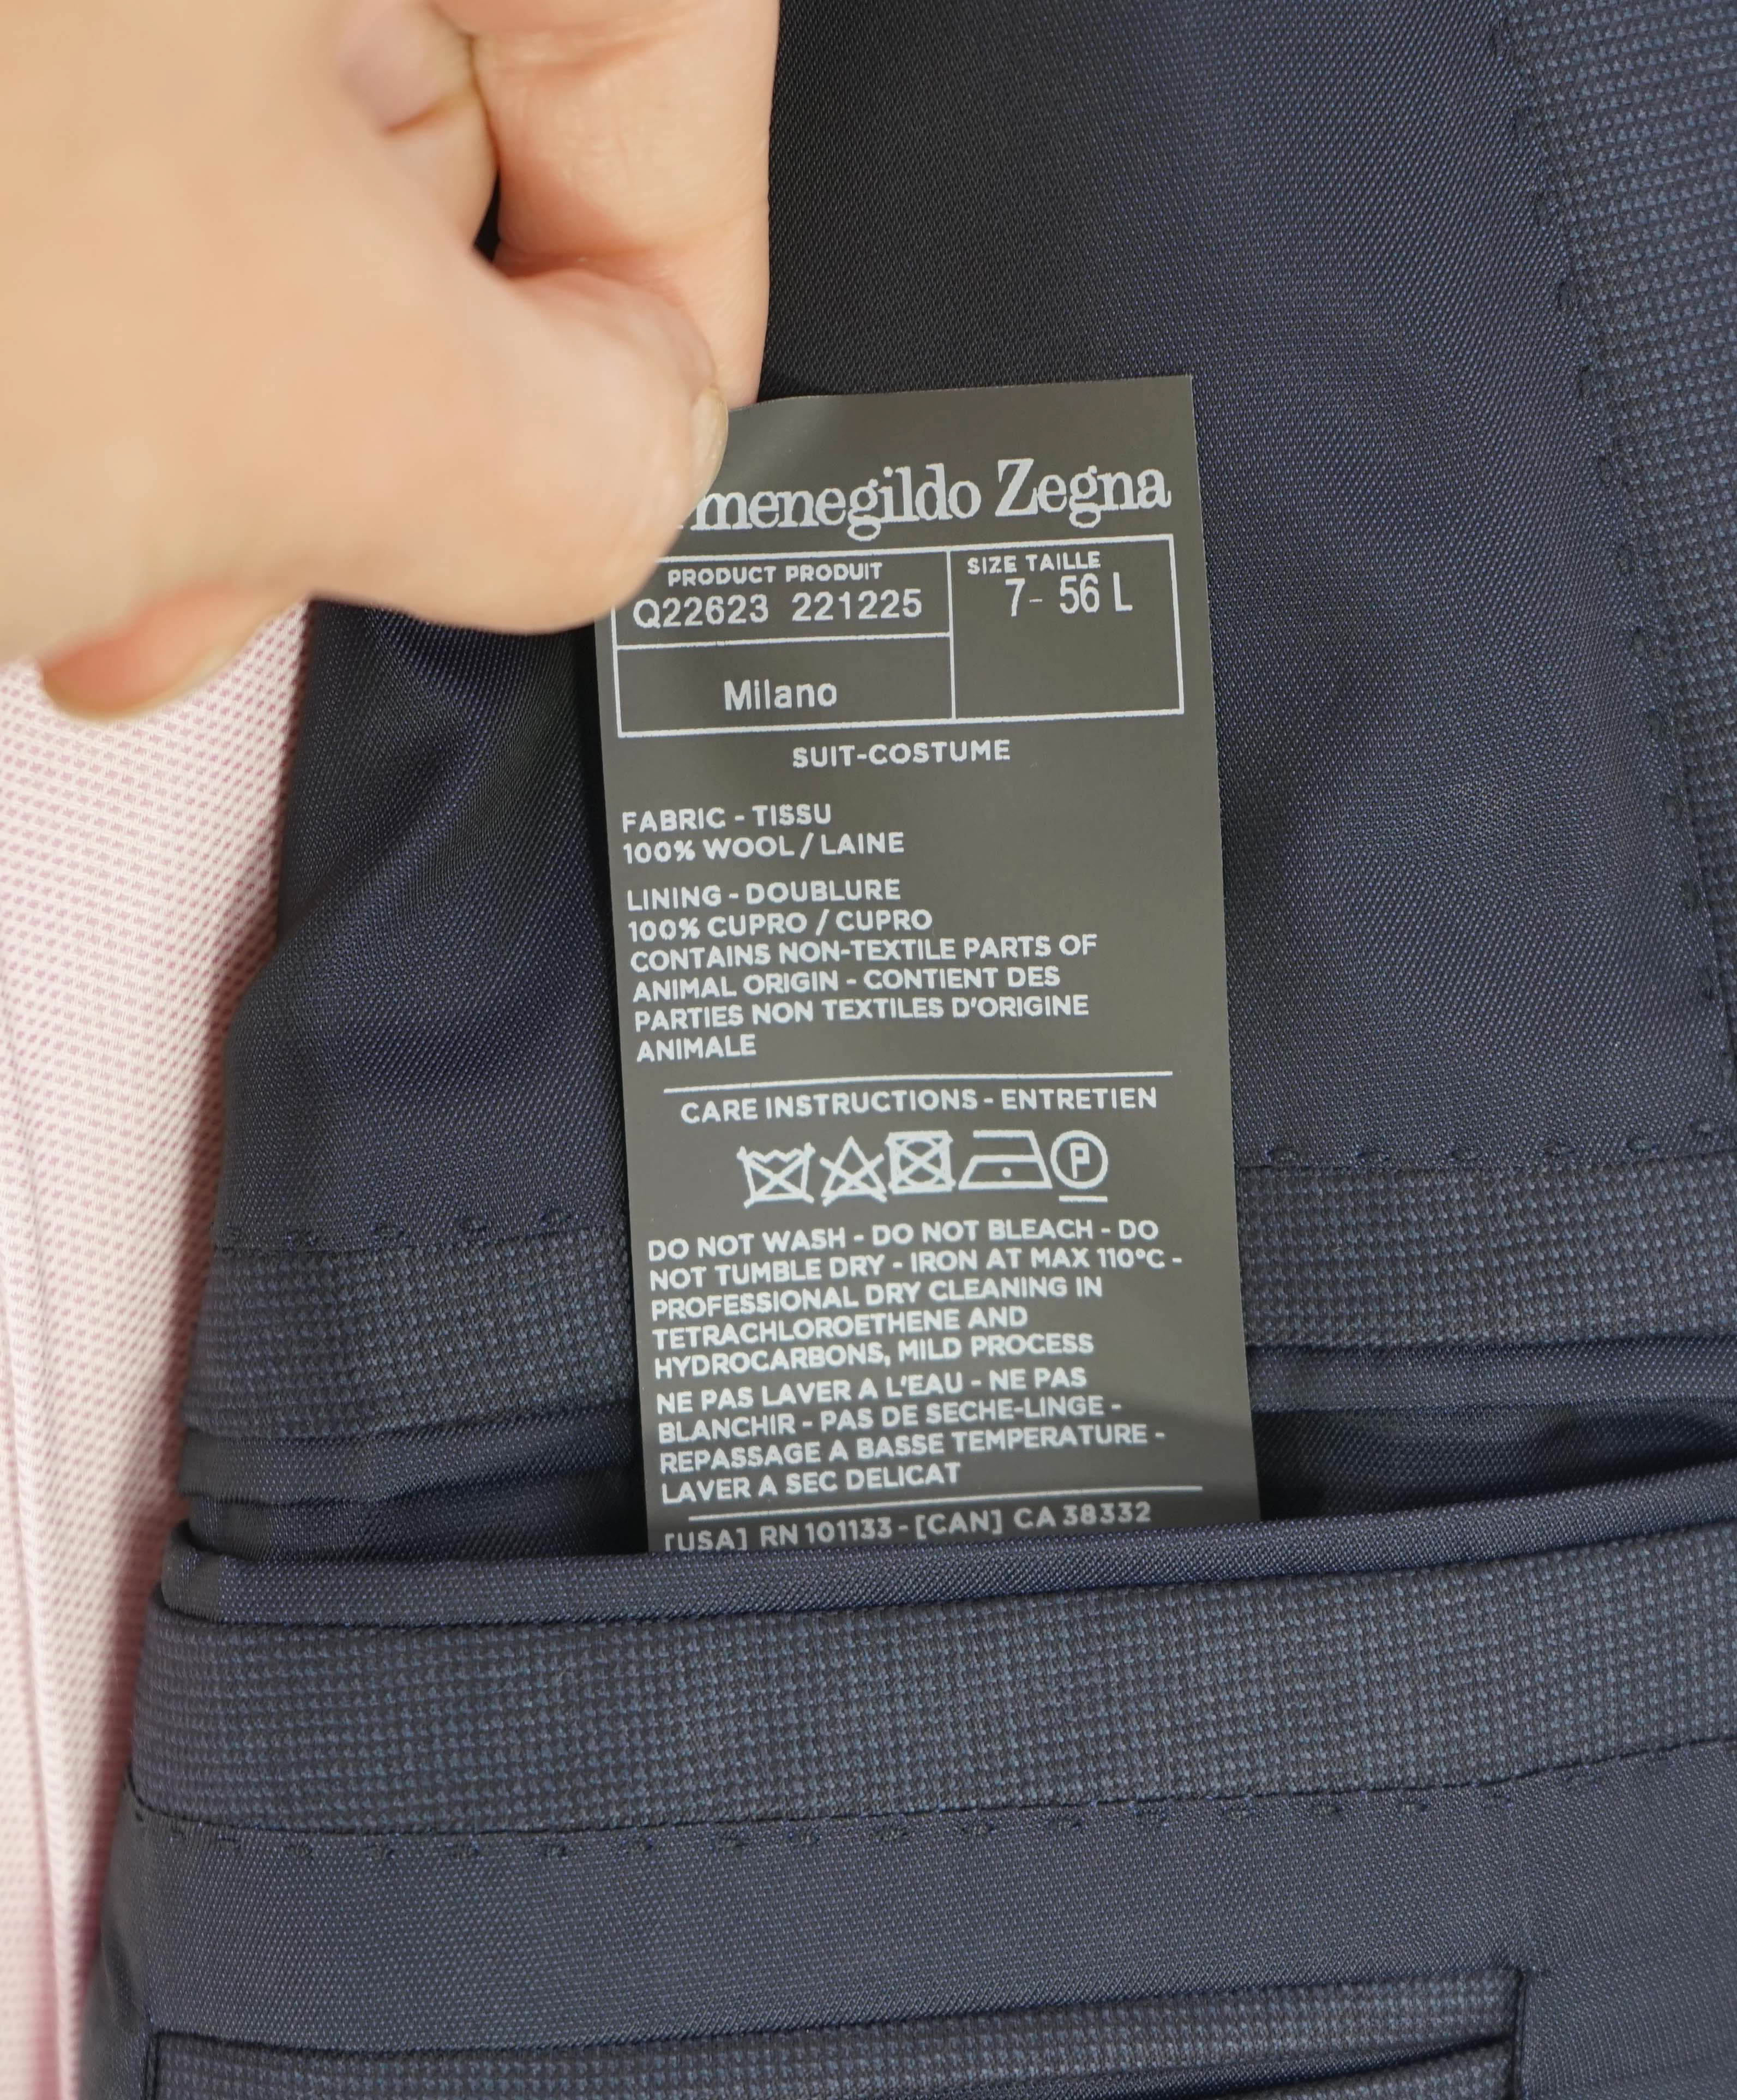 menegildo Zegna
PRODUCT PRODUIT
Q22623 221225
SIZE TAILLE
7- 56 L
Milano
SUIT-COSTUME
FABRIC - TISSU
100% WOOL / LAINE
LINING - DOUBLURE
100% CUPRO / CUPRO
CONTAINS NON-TEXTILE PARTS OF
ANIMAL ORIGIN - CONTIENT DES
PARTIES NON TEXTILES D'ORIGINE
ANIMALE
CARE INSTRUCTIONS - ENTRETIEN
P
DO NOT WASH - DO NOT BLEACH - DO
NOT TUMBLE DRY - IRON AT MAX 110°C -
PROFESSIONAL DRY CLEANING IN
TETRACHLOROETHENE AND
HYDROCARBONS, MILD PROCESS
NE PAS LAVER A L'EAU - NE PAS
BLANCHIR - PAS DE SECHE-LINGE -
REPASSAGE A BASSE TEMPERATURE -
LAVER A SEC DELICAT
[USA] RN 101133 - [CAN] CA 38332